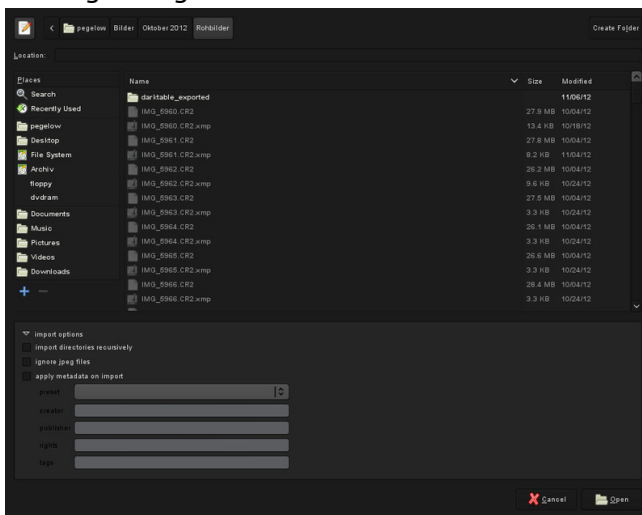 pegelow Bilder Oktober 2012 Rohbilder Create Folder
Location:
Places Name Size Modified
Search darktable_exported 11/06/12
Recently Used IMG_5960.CR2 27.9 MB 10/04/12
pegelow IMG_5960.CR2.xmp 13.4 KB 10/18/12
Desktop IMG_5961.CR2 27.8 MB 10/04/12
File System IMG_5961.CR2.xmp 8.2 KB 11/04/12
Archiv IMG_5962.CR2 26.2 MB 10/04/12
floppy IMG_5962.CR2.xmp 9.6 KB 10/24/12
dvdram IMG_5963.CR2 27.5 MB 10/04/12
Documents IMG_5963.CR2.xmp 3.3 KB 10/24/12
Music IMG_5964.CR2 26.1 MB 10/04/12
Pictures IMG_5964.CR2.xmp 3.3 KB 10/24/12
Videos IMG_5965.CR2 26.6 MB 10/04/12
Downloads IMG_5965.CR2.xmp 3.3 KB 10/24/12
IMG_5966.CR2 28.4 MB 10/04/12
IMG_5966.CR2.xmp 3.3 KB 10/24/12
import options
import directories recursively
ignore jpeg files
apply metadata on import
preset
creator
publisher
rights
tags
Cancel Open